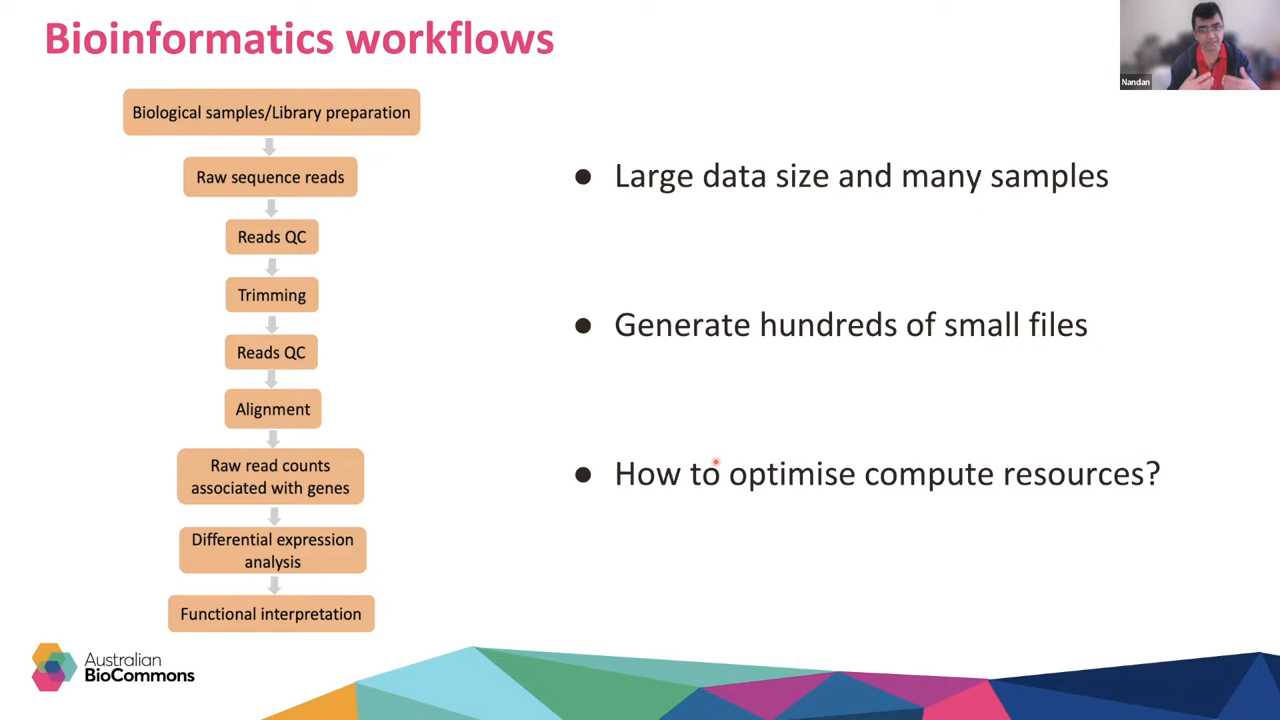 Bioinformatics workflows
Nandan
Biological samples/Library preparation
Raw sequence reads
Reads QC
Trimming
Reads QC
Alignment
Raw read counts
associated with genes
Differential expression
analysis
Functional interpretation
● Large data size and many samples
● Generate hundreds of small files
● How to optimise compute resources?
Australian
BioCommons